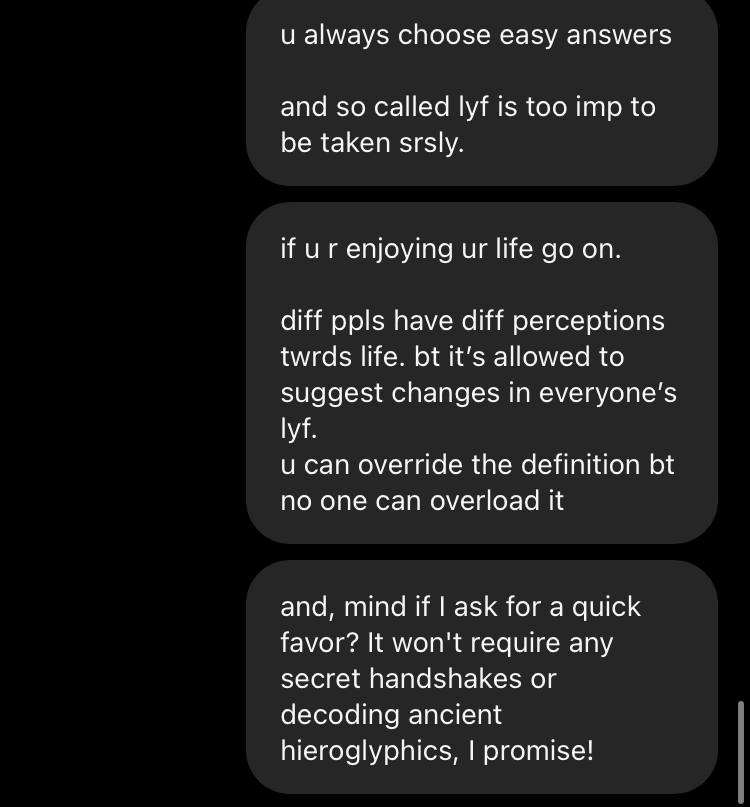 u always choose easy answers
and so called lyf is too imp to
be taken srsly.
if u r enjoying ur life go on.
diff ppls have diff perceptions
twrds life. bt it’s allowed to
suggest changes in everyone’s
lyf.
u can override the definition bt
no one can overload it
and, mind if I ask for a quick
favor? It won't require any
secret handshakes or
decoding ancient
hieroglyphics, I promise!